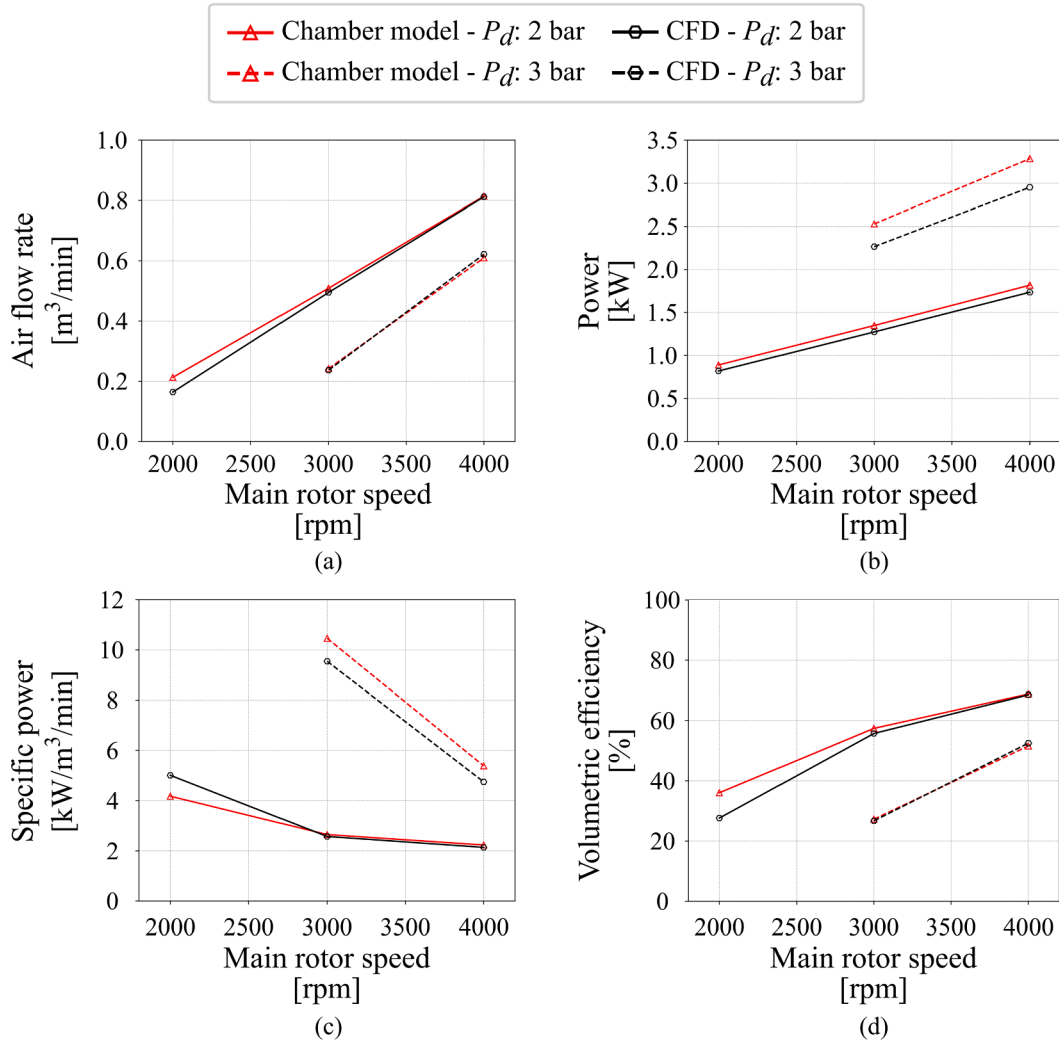 Chamber model - P_d: 2 bar
CFD - P_d: 2 bar
Chamber model - P_d: 3 bar
CFD - P_d: 3 bar
Air flow rate
[m³/min]
1.0
0.8
0.6
0.4
0.2
0.0
2000 2500 3000 3500 4000
Main rotor speed
[rpm]
(a)
Power
[kW]
3.5
3.0
2.5
2.0
1.5
1.0
0.5
0.0
2000 2500 3000 3500 4000
Main rotor speed
[rpm]
(b)
Specific power
[kW/m³/min]
12
10
8
6
4
2
0
2000 2500 3000 3500 4000
Main rotor speed
[rpm]
(c)
Volumetric efficiency
[%]
100
80
60
40
20
0
2000 2500 3000 3500 4000
Main rotor speed
[rpm]
(d)